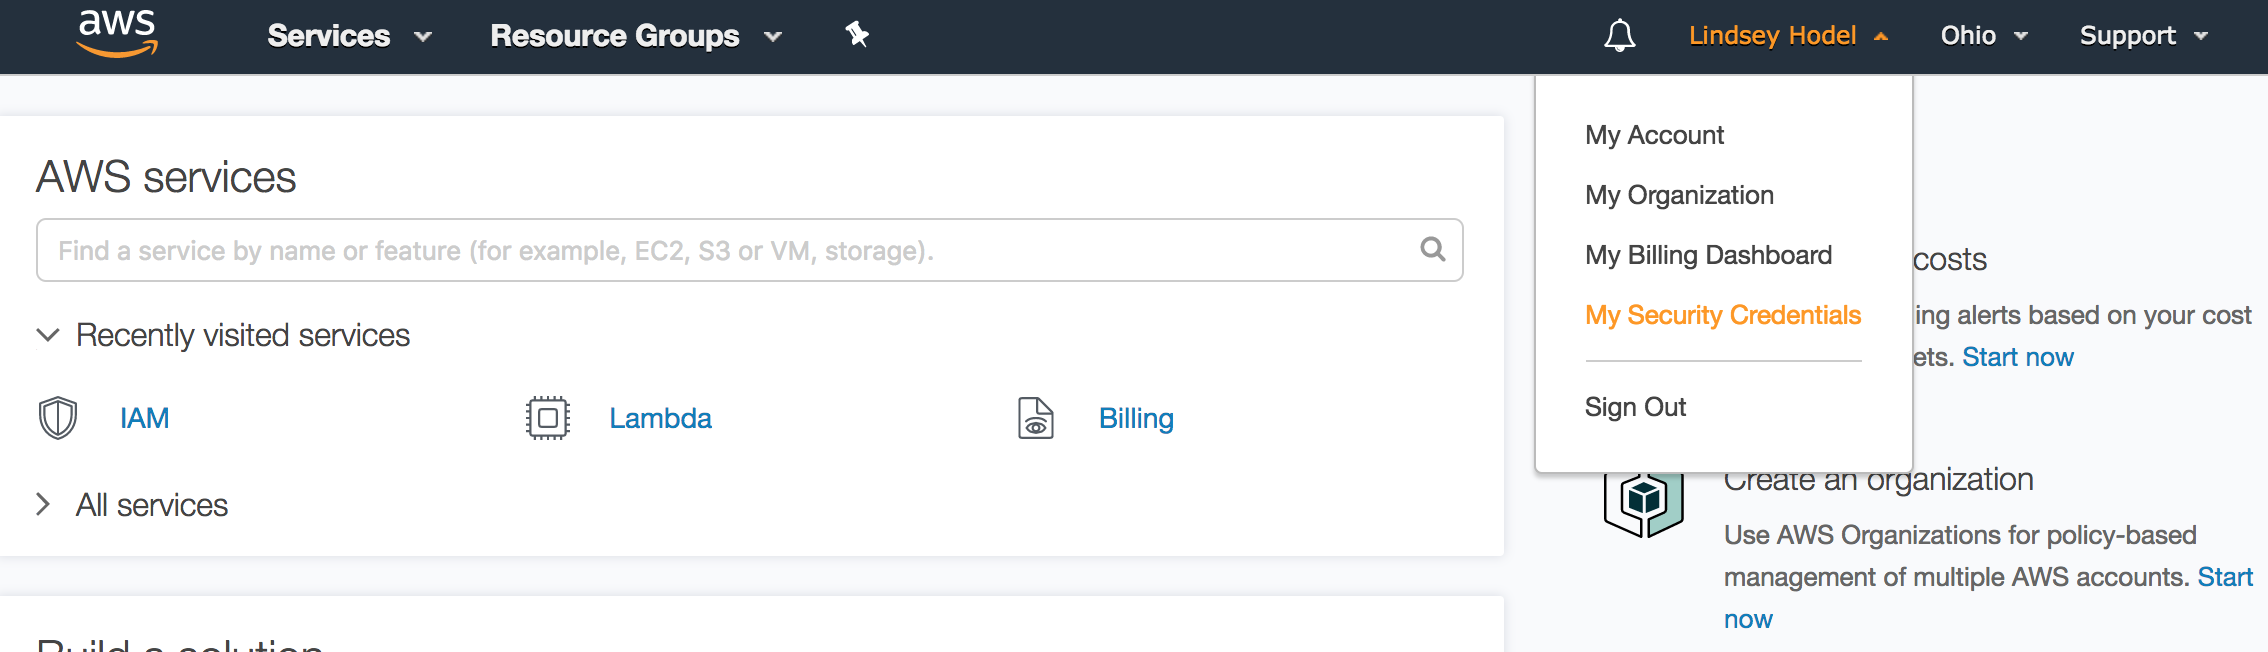 aws
Services
Resource Groups
Lindsey Hodel
Ohio
Support
AWS services
Find a service by name or feature (for example, EC2, S3 or VM, storage).
Recently visited services
IAM
Lambda
Billing
All services
Build a solution
My Account
My Organization
My Billing Dashboard
My Security Credentials
Sign Out
costs
ing alerts based on your cost
ets. Start now
Create an organization
Use AWS Organizations for policy-based
management of multiple AWS accounts. Start
now